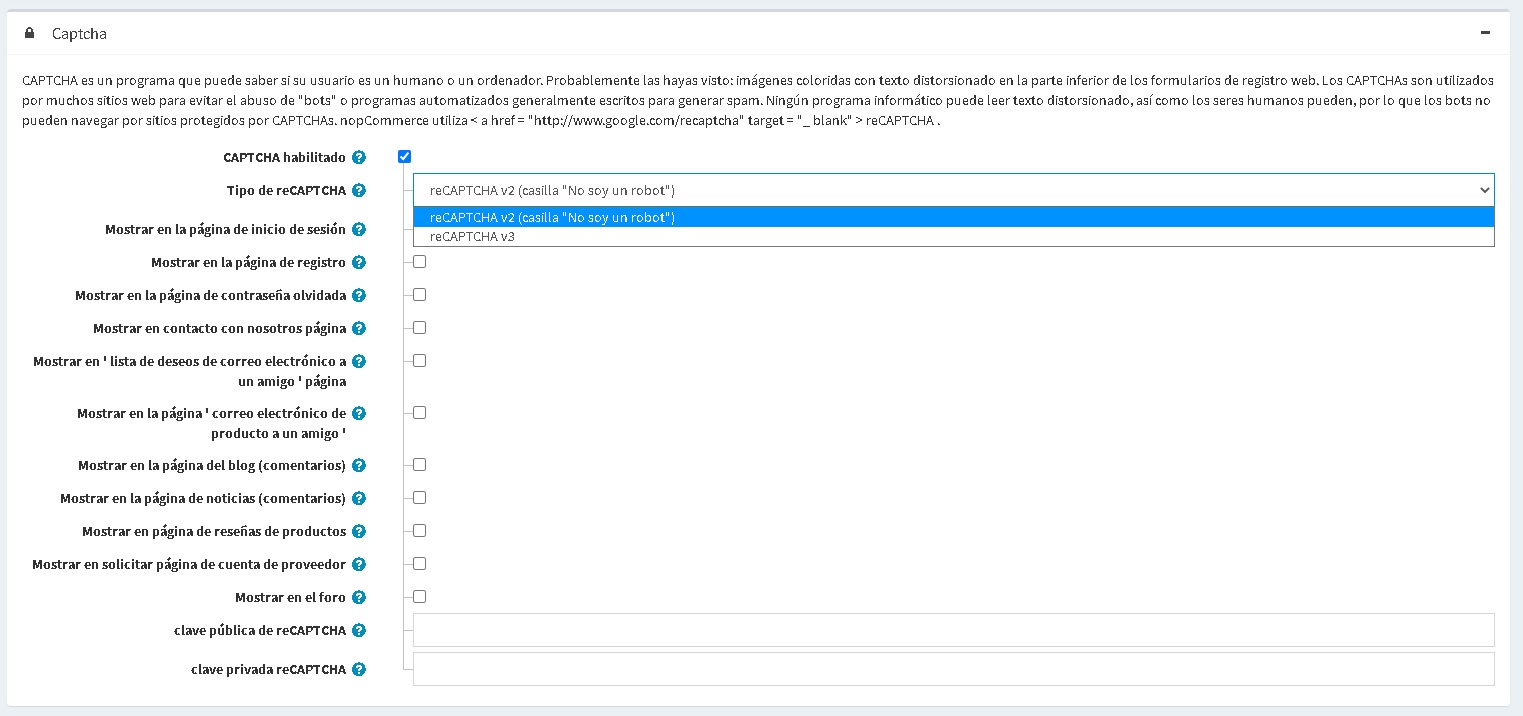 Captcha
CAPTCHA es un programa que puede saber si su usuario es un humano o un ordenador. Probablemente las hayas visto: imágenes coloridas con texto distorsionado en la parte inferior de los formularios de registro web. Los CAPTCHAs son utilizados
por muchos sitios web para evitar el abuso de "bots" o programas automatizados generalmente escritos para generar spam. Ningún programa informático puede leer texto distorsionado, así como los seres humanos pueden, por lo que los bots no
pueden navegar por sitios protegidos por CAPTCHAs. nopCommerce utiliza < a href = "http://www.google.com/recaptcha" target = "_ blank" > reCAPTCHA .
CAPTCHA habilitado
Tipo de reCAPTCHA
reCAPTCHA v2 (casilla "No soy un robot")
reCAPTCHA v2 (casilla "No soy un robot")
reCAPTCHA v3
Mostrar en la página de inicio de sesión
Mostrar en la página de registro
Mostrar en la página de contraseña olvidada
Mostrar en contacto con nosotros página
Mostrar en ' lista de deseos de correo electrónico a
un amigo ' página
Mostrar en la página ' correo electrónico de
producto a un amigo '
Mostrar en la página del blog (comentarios)
Mostrar en la página de noticias (comentarios)
Mostrar en página de reseñas de productos
Mostrar en solicitar página de cuenta de proveedor
Mostrar en el foro
clave pública de reCAPTCHA
clave privada reCAPTCHA